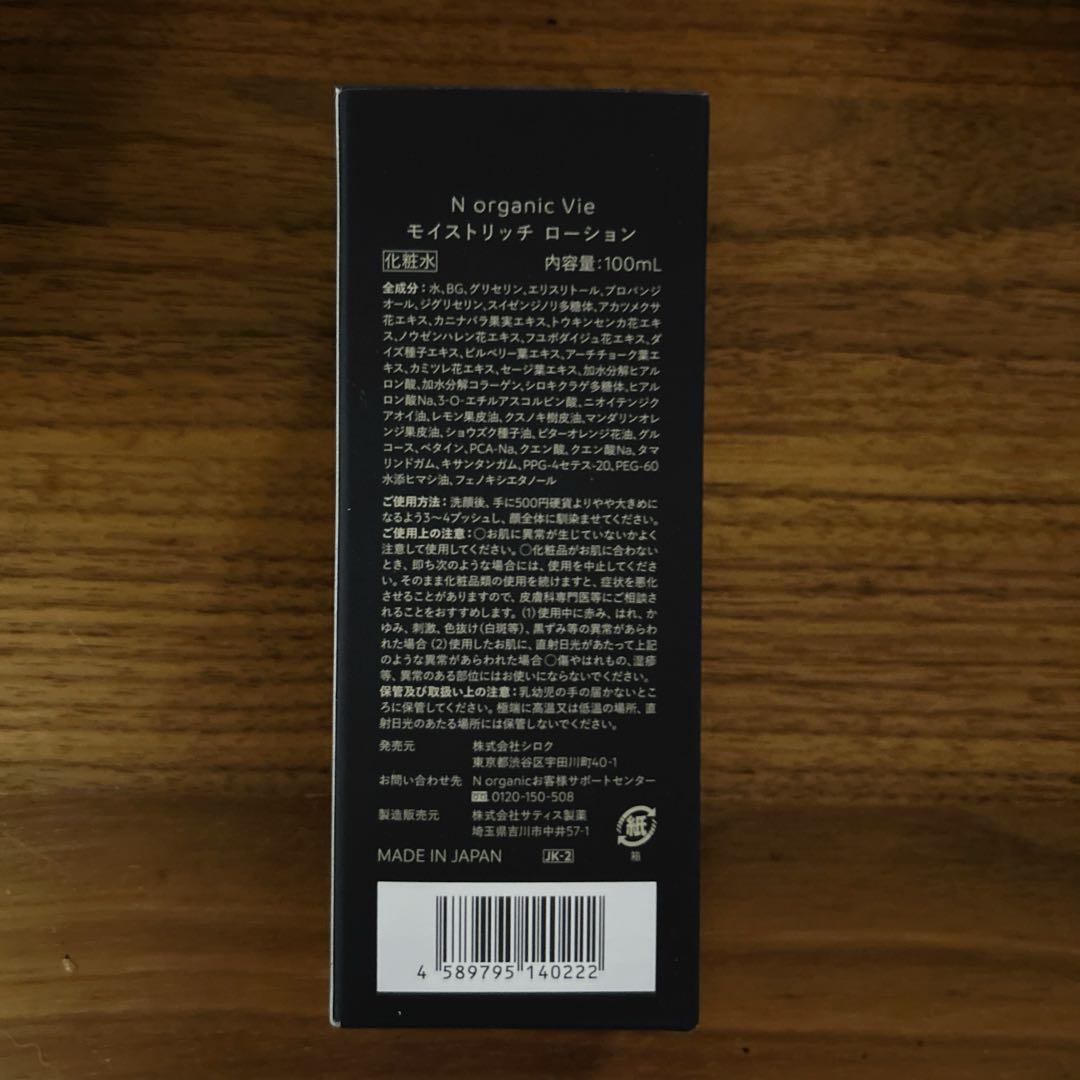 N organic Vie
モイストリッチ ローション
化粧水 内容量:100mL
全成分:水、BG、グリセリン、エリスリトール、プロパンジ
オール、ジグリセリン、スイゼンジノリ多糖体、アカツメクサ
花エキス、カニナバラ果実エキス、トウキンセンカ花エキ
ス、ノウゼンハレン花エキス、フユボダイジュ花エキス、ダ
イズ種子エキス、ビルベリー葉エキス、アーチチョーク葉エ
キス、カミツレ花エキス、セージ葉エキス、加水分解ヒアル
ロン酸、加水分解コラーゲン、シロキクラゲ多糖体、ヒアル
ロン酸Na、3-O-エチルアスコルビン酸、ニオイテンジク
アオイ油、レモン果皮油、クスノキ樹皮油、マンダリンオレ
ンジ果皮油、ショウズク種子油、ビターオレンジ花油、グル
コース、ベタイン、PCA-Na、クエン酸、クエン酸Na、タマ
リンドガム、キサンタンガム、PPG-4セテス-20、PEG-60
水添ヒマシ油、フェノキシエタノール
ご使用方法:洗顔後、手に500円硬貨よりやや大きめに
なるよう3〜4プッシュし、顔全体に馴染ませてください。
ご使用上の注意:○お肌に異常が生じていないかよく
注意して使用してください。○化粧品がお肌に合わない
とき、即ち次のような場合には、使用を中止してくださ
い。そのまま化粧品類の使用を続けますと、症状を悪化
させることがありますので、皮膚科専門医等にご相談さ
れることをおすすめします。(1)使用中に赤み、はれ、か
ゆみ、刺激、色抜け(白斑等)、黒ずみ等の異常があらわ
れた場合(2)使用したお肌に、直射日光があたって上記
のような異常があらわれた場合○傷やはれもの、湿疹
等、異常のある部位にはお使いにならないでください。
保管及び取扱い上の注意:乳幼児の手の届かないとこ
ろに保管してください。極端に高温又は低温の場所、直
射日光のあたる場所には保管しないでください。
発売元 株式会社シロク
東京都渋谷区宇田川町40-1
お問い合わせ先 N organicお客様サポートセンター
0120-150-508
製造販売元 株式会社サティス製薬
埼玉県吉川市中井57-1
紙
箱
MADE IN JAPAN JK-2
4 589795 140222